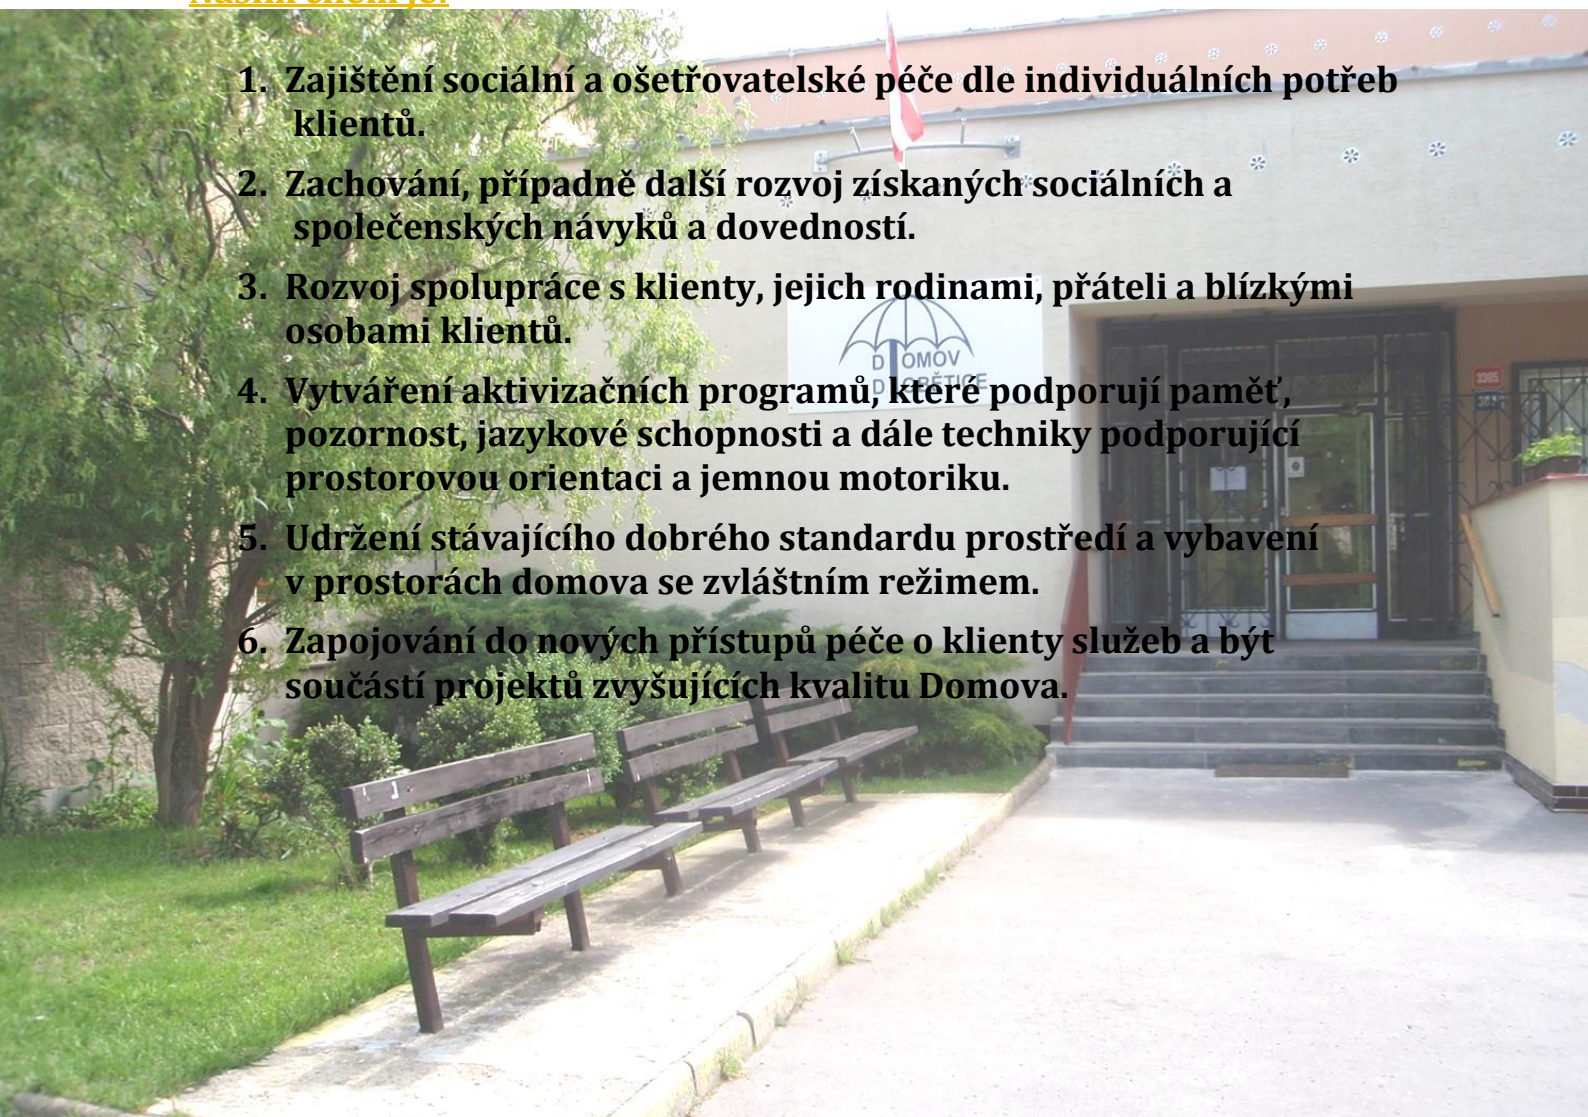 Naším cílem je:
1. Zajištění sociální a ošetřovatelské péče dle individuálních potřeb
klientů.
2. Zachování, případně další rozvoj získaných sociálních a
společenských návyků a dovedností.
3. Rozvoj spolupráce s klienty, jejich rodinami, přáteli a blízkými
osobami klientů.
DOMOV
4. Vytváření aktivizačních programů, které podporují paměť,
pozornost, jazykové schopnosti a dále techniky podporující
prostorovou orientaci a jemnou motoriku.
5. Udržení stávajícího dobrého standardu prostředí a vybavení
v prostorách domova se zvláštním režimem.
6. Zapojování do nových přístupů péče o klienty služeb a být
součástí projektů zvyšujících kvalitu Domova.